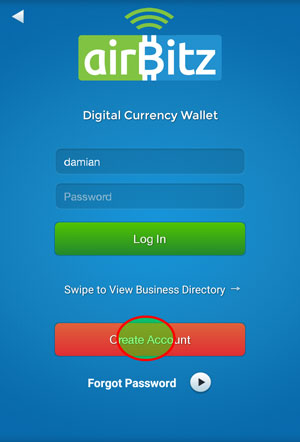 airBitz
Digital Currency Wallet
damian
Password
Log In
Swipe to View Business Directory →
Create Account
Forgot Password